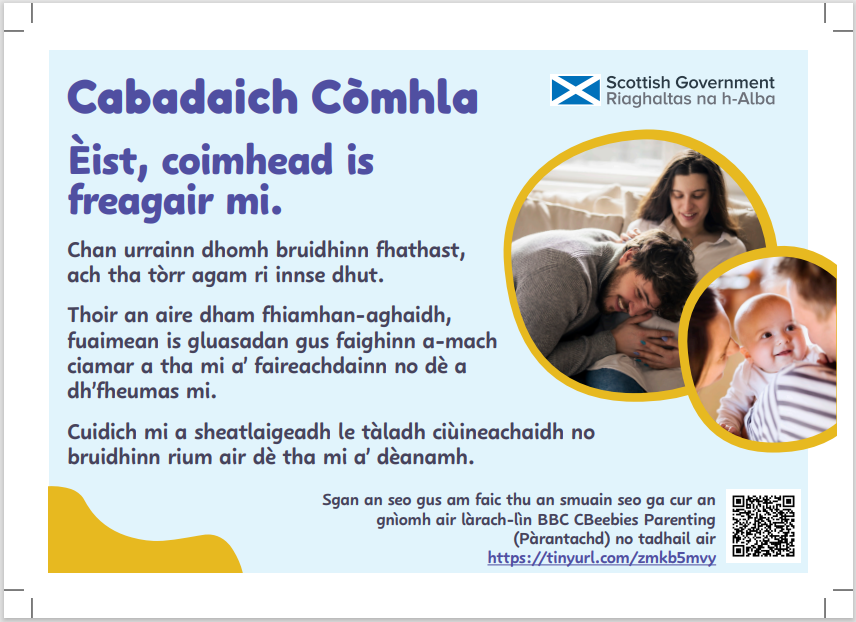 Cabadaich Còmhla
Scottish Government
Riaghaltas na h-Alba
Èist, coimhead is
freagair mi.
Chan urrainn dhomh bruidhinn fhathast,
ach tha tòrr agam ri innse dhut.
Thoir an aire dham fhiamhan-aghaidh,
fuaimean is gluasadan gus faighinn a-mach
ciamar a tha mi a’ faireachdainn no dè a
dh’fheumas mi.
Cuidich mi a sheatlaigeadh le tàladh ciùineachaidh no
bruidhinn rium air dè tha mi a’ dèanamh.
Sgan an seo gus am faic thu an smuain seo ga cur an
gnìomh air làrach-lìn BBC CBeebies Parenting
(Pàrantachd) no tadhail air
https://tinyurl.com/zmkb5mvy